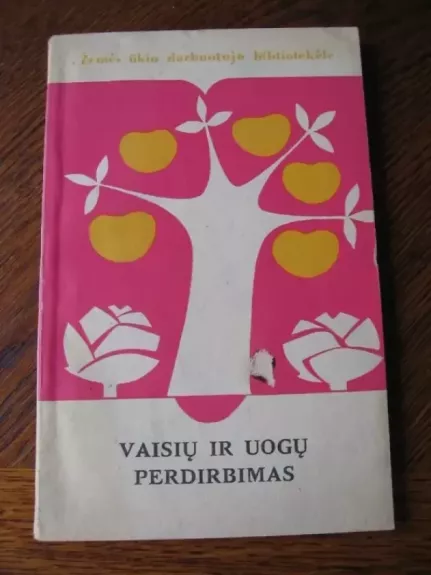 Žemės ūkio darbuotojo bibliotekėlė
VAISIŲ IR UOGŲ
PERDIRBIMAS